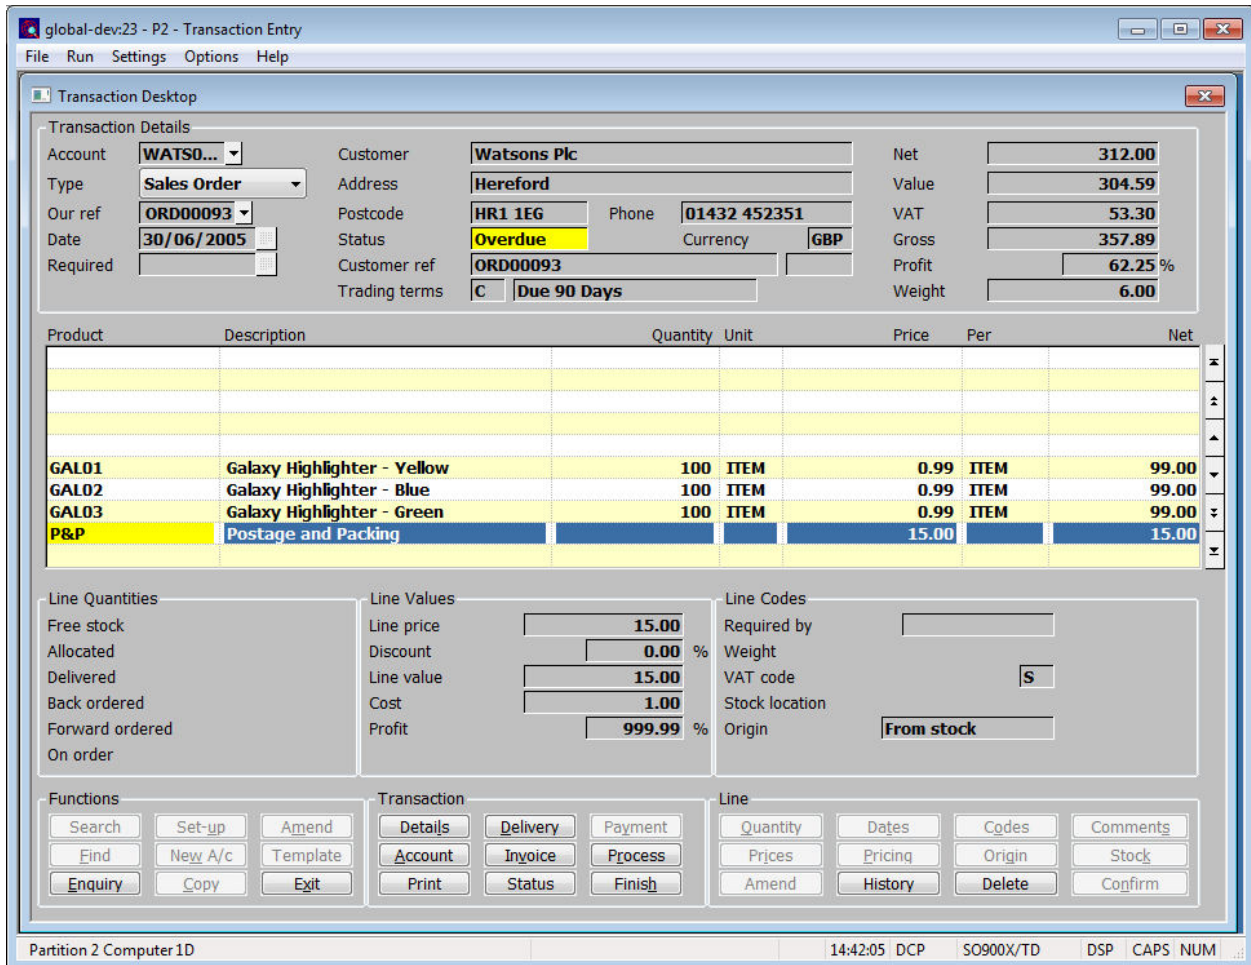 global-dev:23 - P2 - Transaction Entry
File Run Settings Options Help
Transaction Desktop
Transaction Details
Account WATS0... Customer Watsons Plc Net 312.00
Type Sales Order Address Hereford Value 304.59
Our ref ORD00093 Postcode HR1 1EG Phone 01432 452351 VAT 53.30
Date 30/06/2005 Status Overdue Currency GBP Gross 357.89
Required Customer ref ORD00093 Profit 62.25 %
Trading terms C Due 90 Days Weight 6.00
Product Description Quantity Unit Price Per Net
GAL01 Galaxy Highlighter - Yellow 100 ITEM 0.99 ITEM 99.00
GAL02 Galaxy Highlighter - Blue 100 ITEM 0.99 ITEM 99.00
GAL03 Galaxy Highlighter - Green 100 ITEM 0.99 ITEM 99.00
P&P Postage and Packing 15.00 15.00
Line Quantities Line Values Line Codes
Free stock Line price 15.00 Required by
Allocated Discount 0.00 % Weight
Delivered Line value 15.00 VAT code S
Back ordered Cost 1.00 Stock location
Forward ordered Profit 999.99 % Origin From stock
On order
Functions Transaction Line
Search Set-up Amend Details Delivery Payment Quantity Dates Codes Comments
Find New A/c Template Account Invoice Process Prices Pricing Origin Stock
Enquiry Copy Exit Print Status Finish Amend History Delete Confirm
Partition 2 Computer 1D 14:42:05 DCP SO900X/TD DSP CAPS NUM